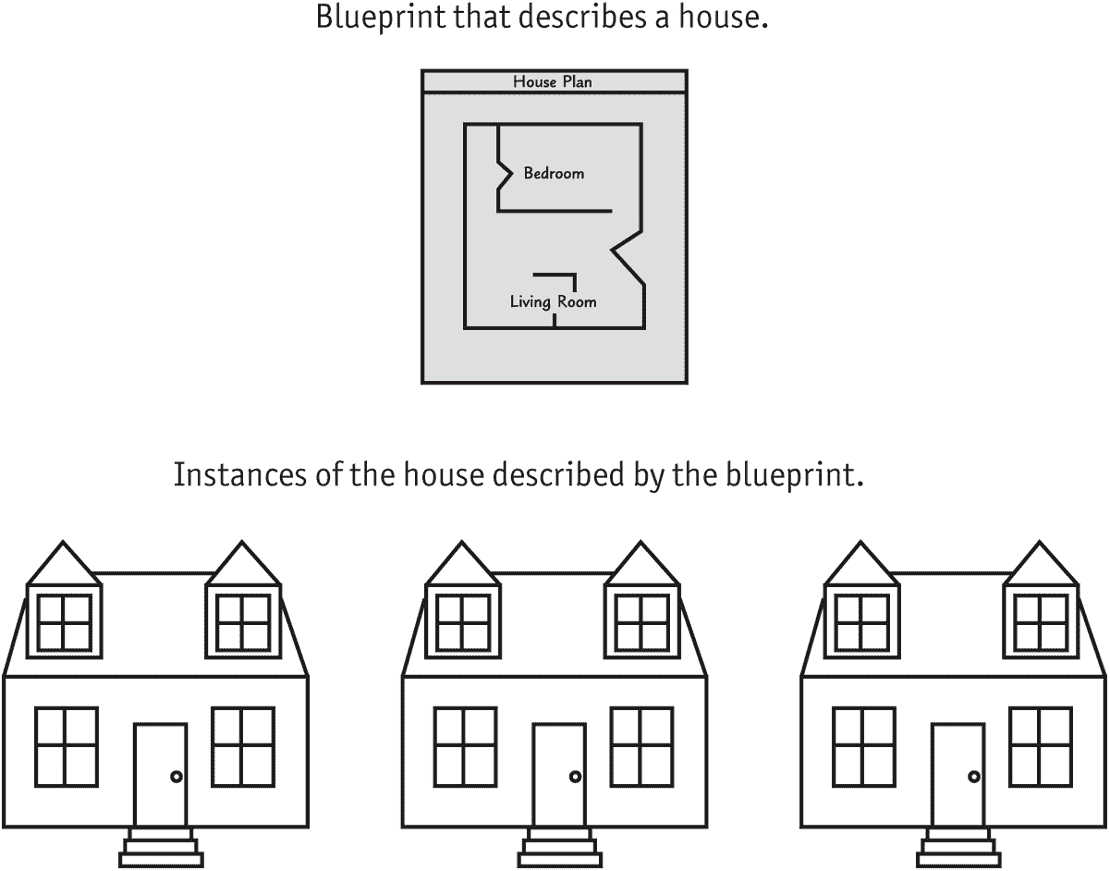 Blueprint that describes a house.
House Plan
Bedroom
Living Room
Instances of the house described by the blueprint.